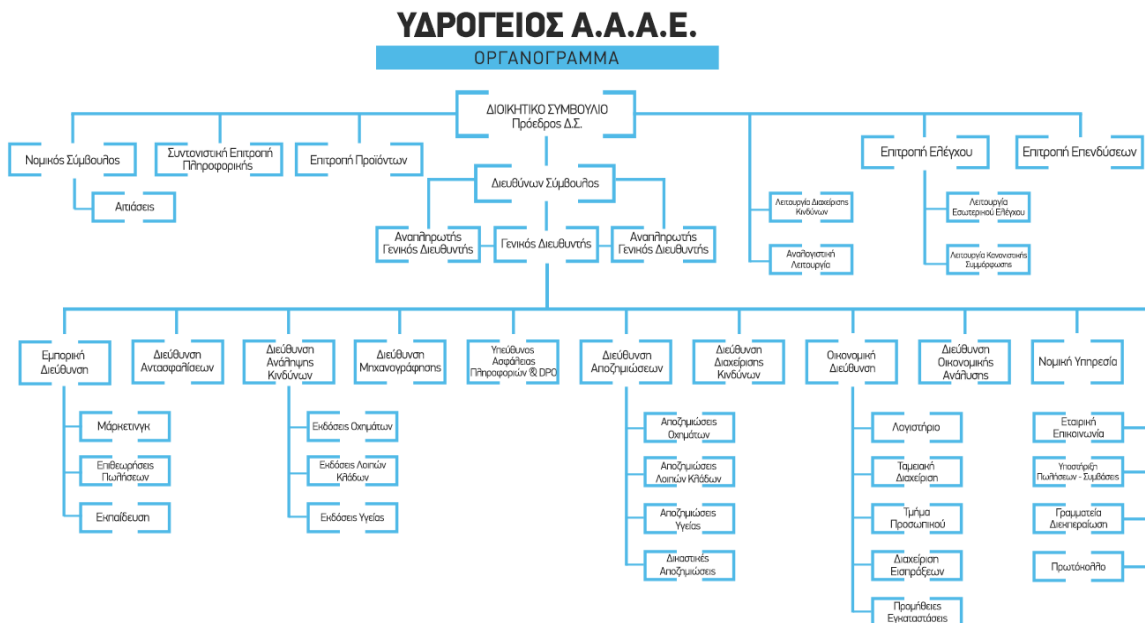 ΥΔΡΟΓΕΙΟΣ Α.Α.Α.Ε.
ΟΡΓΑΝΟΓΡΑΜΜΑ
ΔΙΟΙΚΗΤΙΚΟ ΣΥΜΒΟΥΛΙΟ
Πρόεδρος Δ.Σ.
Νομικός Σύμβουλος
Συντονιστική Επιτροπή
Πληροφορικής
Επιτροπή Προϊόντων
Επιτροπή Ελέγχου
Επιτροπή Επενδύσεων
Αιτιάσεις
Διευθύνων Σύμβουλος
Λειτουργία Διαχείρισης
Κινδύνων
Λειτουργία
Εσωτερικού Ελέγχου
Αναπληρωτής
Γενικός Διευθυντής
Γενικός Διευθυντής
Αναπληρωτής
Γενικός Διευθυντής
Αναλογιστική
Λειτουργία
Λειτουργία Κανονιστικής
Συμμόρφωσης
Εμπορική
Διεύθυνση
Διεύθυνση
Αντασφαλίσεων
Διεύθυνση
Ανάληψης
Κινδύνων
Διεύθυνση
Μηχανογράφησης
Υπεύθυνος
Ασφάλειας
Πληροφοριών & DPO
Διεύθυνση
Αποζημιώσεων
Διεύθυνση
Διαχείρισης
Κινδύνων
Οικονομική
Διεύθυνση
Διεύθυνση
Οικονομικής
Ανάλυσης
Νομική Υπηρεσία
Μάρκετινγκ
Επιθεωρήσεις
Πωλήσεων
Εκπαίδευση
Εκδόσεις Οχημάτων
Εκδόσεις Λοιπών
Κλάδων
Εκδόσεις Υγείας
Αποζημιώσεις
Οχημάτων
Αποζημιώσεις
Λοιπών Κλάδων
Αποζημιώσεις
Υγείας
Δικαστικές
Αποζημιώσεις
Λογιστήριο
Ταμειακή
Διαχείριση
Τμήμα
Προσωπικού
Διαχείριση
Εισπράξεων
Προμήθειες
Εγκαταστάσεις
Εταιρική
Επικοινωνία
Υποστήριξη
Πωλήσεων - Συμβάσεις
Γραμματεία
Διεκπεραίωση
Πρωτόκολλο